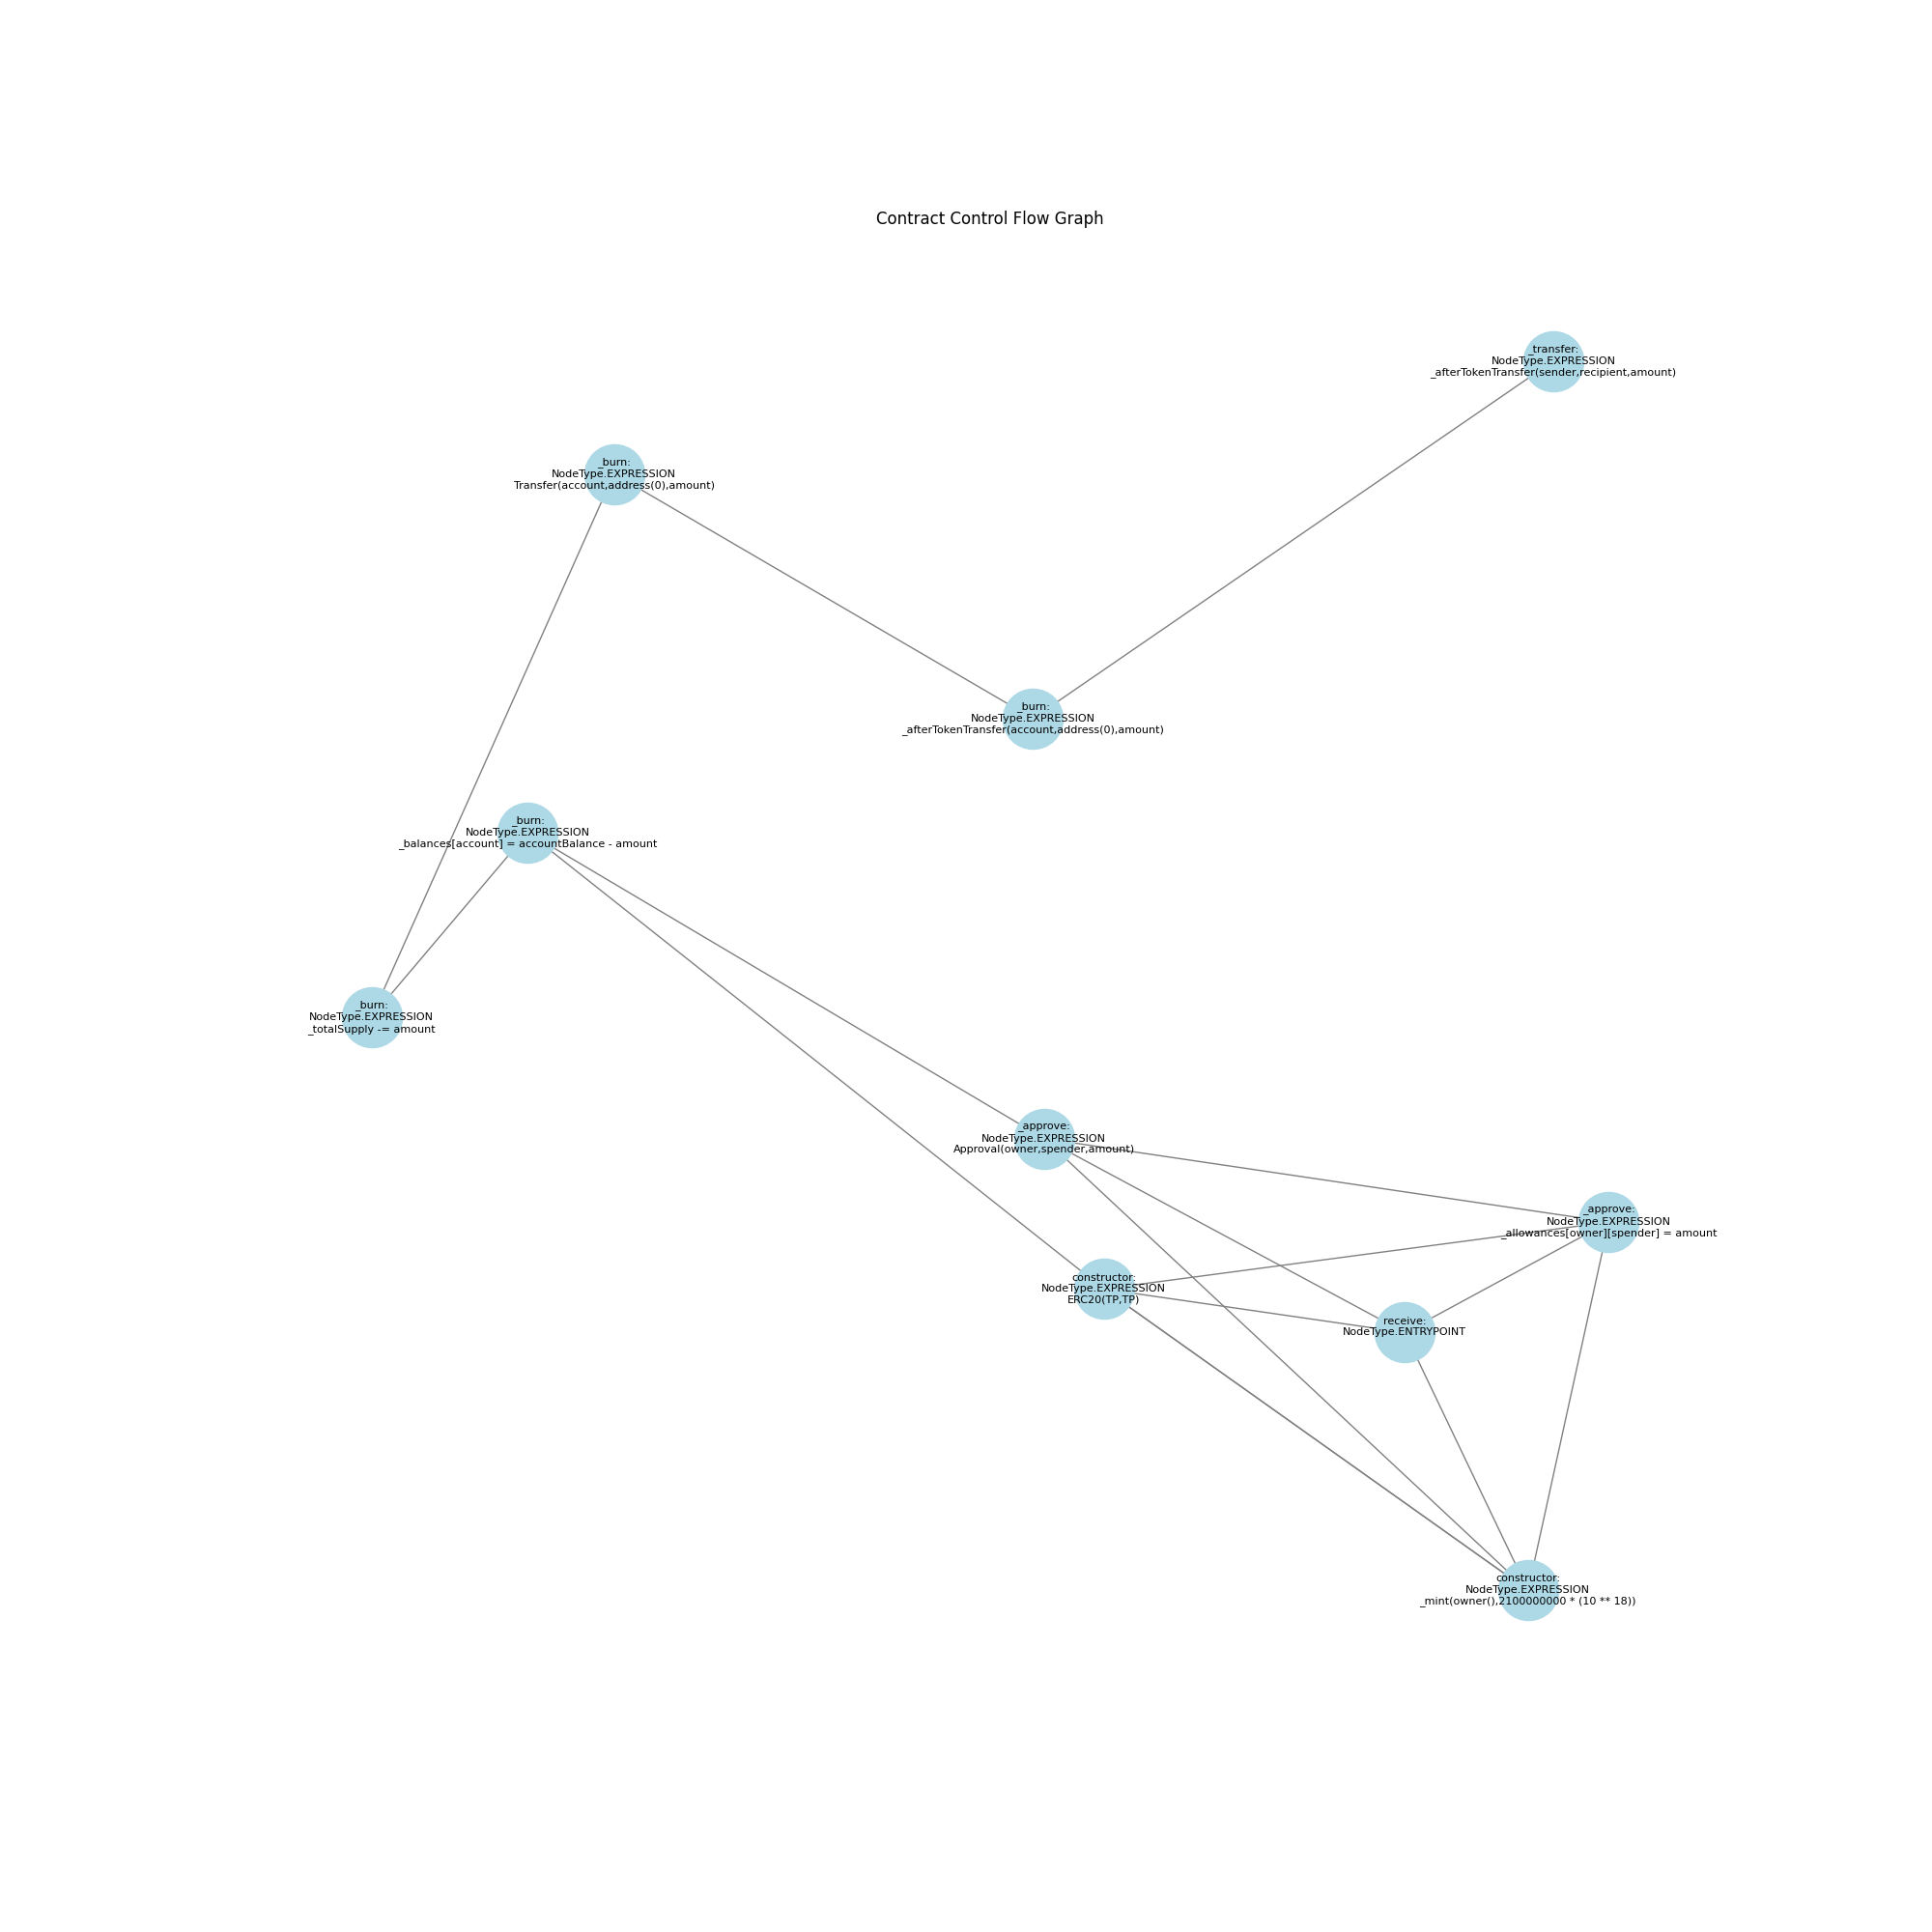 Contract Control Flow Graph
_transfer:
NodeType.EXPRESSION
_afterTokenTransfer(sender,recipient,amount)
_burn:
NodeType.EXPRESSION
Transfer(account,address(0),amount)
_burn:
NodeType.EXPRESSION
_afterTokenTransfer(account,address(0),amount)
_burn:
NodeType.EXPRESSION
_balances[account] = accountBalance - amount
_burn:
NodeType.EXPRESSION
_totalSupply -= amount
_approve:
NodeType.EXPRESSION
Approval(owner,spender,amount)
_approve:
NodeType.EXPRESSION
_allowances[owner][spender] = amount
constructor:
NodeType.EXPRESSION
ERC20(TP,TP)
receive:
NodeType.ENTRYPOINT
constructor:
NodeType.EXPRESSION
_mint(owner(),2100000000 * (10 ** 18))